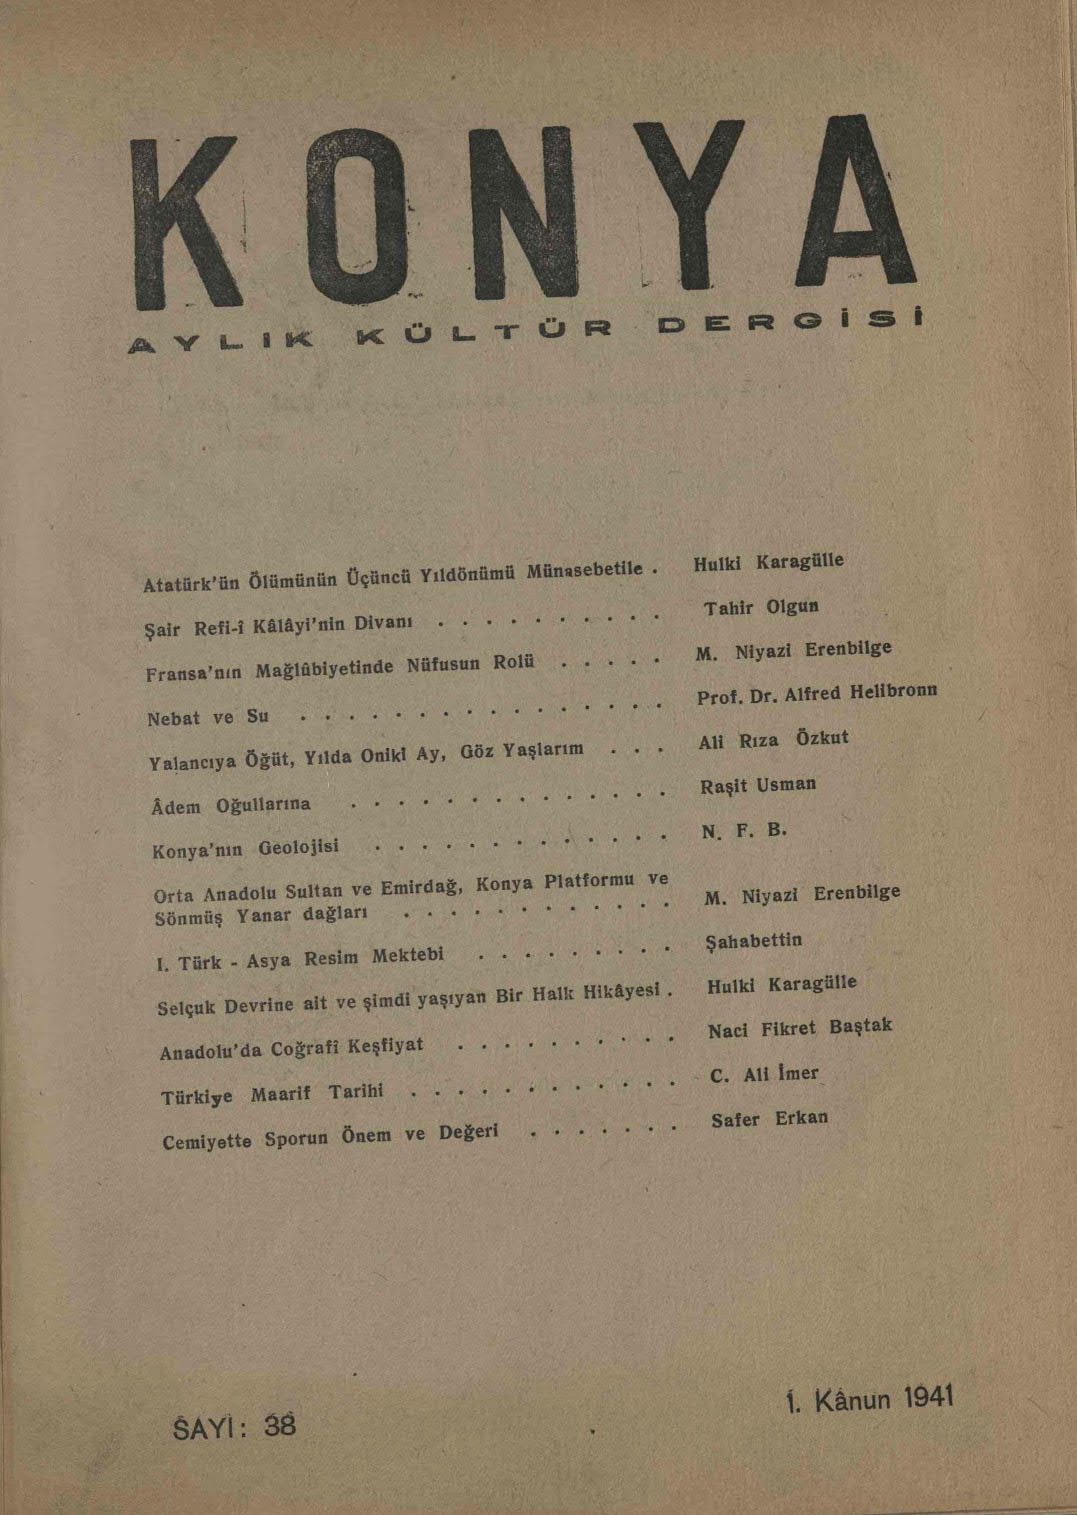 KONYA
AYLIK KÜLTÜR DERGİSİ
Atatürk'ün Ölümünün Üçüncü Yıldönümü Münasebetile . Hulki Karagülle
Şair Refi-î Kâlâyi'nin Divanı . . . . . . . . . . Tahir Olgun
Fransa'nın Mağlûbiyetinde Nüfusun Rolü . . . . . M. Niyazi Erenbilge
Nebat ve Su . . . . . . . . . . . . . . . . Prof. Dr. Alfred Helibronn
Yalancıya Öğüt, Yılda Oniki Ay, Göz Yaşlarım . . . Ali Rıza Özkut
Âdem Oğullarına . . . . . . . . . . . . . . Raşit Usman
Konya'nın Geolojisi . . . . . . . . . . . . . N. F. B.
Orta Anadolu Sultan ve Emirdağ, Konya Platformu ve
Sönmüş Yanar dağları . . . . . . . . . . . . M. Niyazi Erenbilge
I. Türk - Asya Resim Mektebi . . . . . . . . . Şahabettin
Selçuk Devrine ait ve şimdi yaşıyan Bir Halk Hikâyesi . Hulki Karagülle
Anadolu'da Coğrafî Keşfiyat . . . . . . . . . . Naci Fikret Baştak
Türkiye Maarif Tarihi . . . . . . . . . . . . C. Ali İmer
Cemiyette Sporun Önem ve Değeri . . . . . . . Safer Erkan
SAYI: 38
1. Kânun 1941